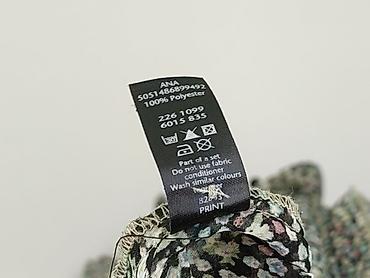 ANA
5051486899492
100% Polyester
226 1099
6015 835
Part of a set
Do not use fabric
conditioner
Wash similar colours
PRINT